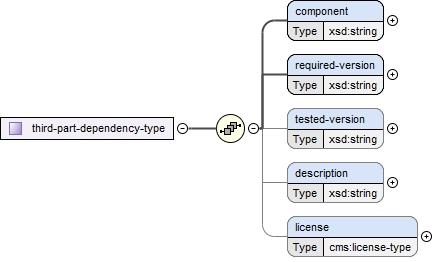 component
Type xsd:string
required-version
Type xsd:string
tested-version
Type xsd:string
third-part-dependency-type
description
Type xsd:string
license
Type cms:license-type